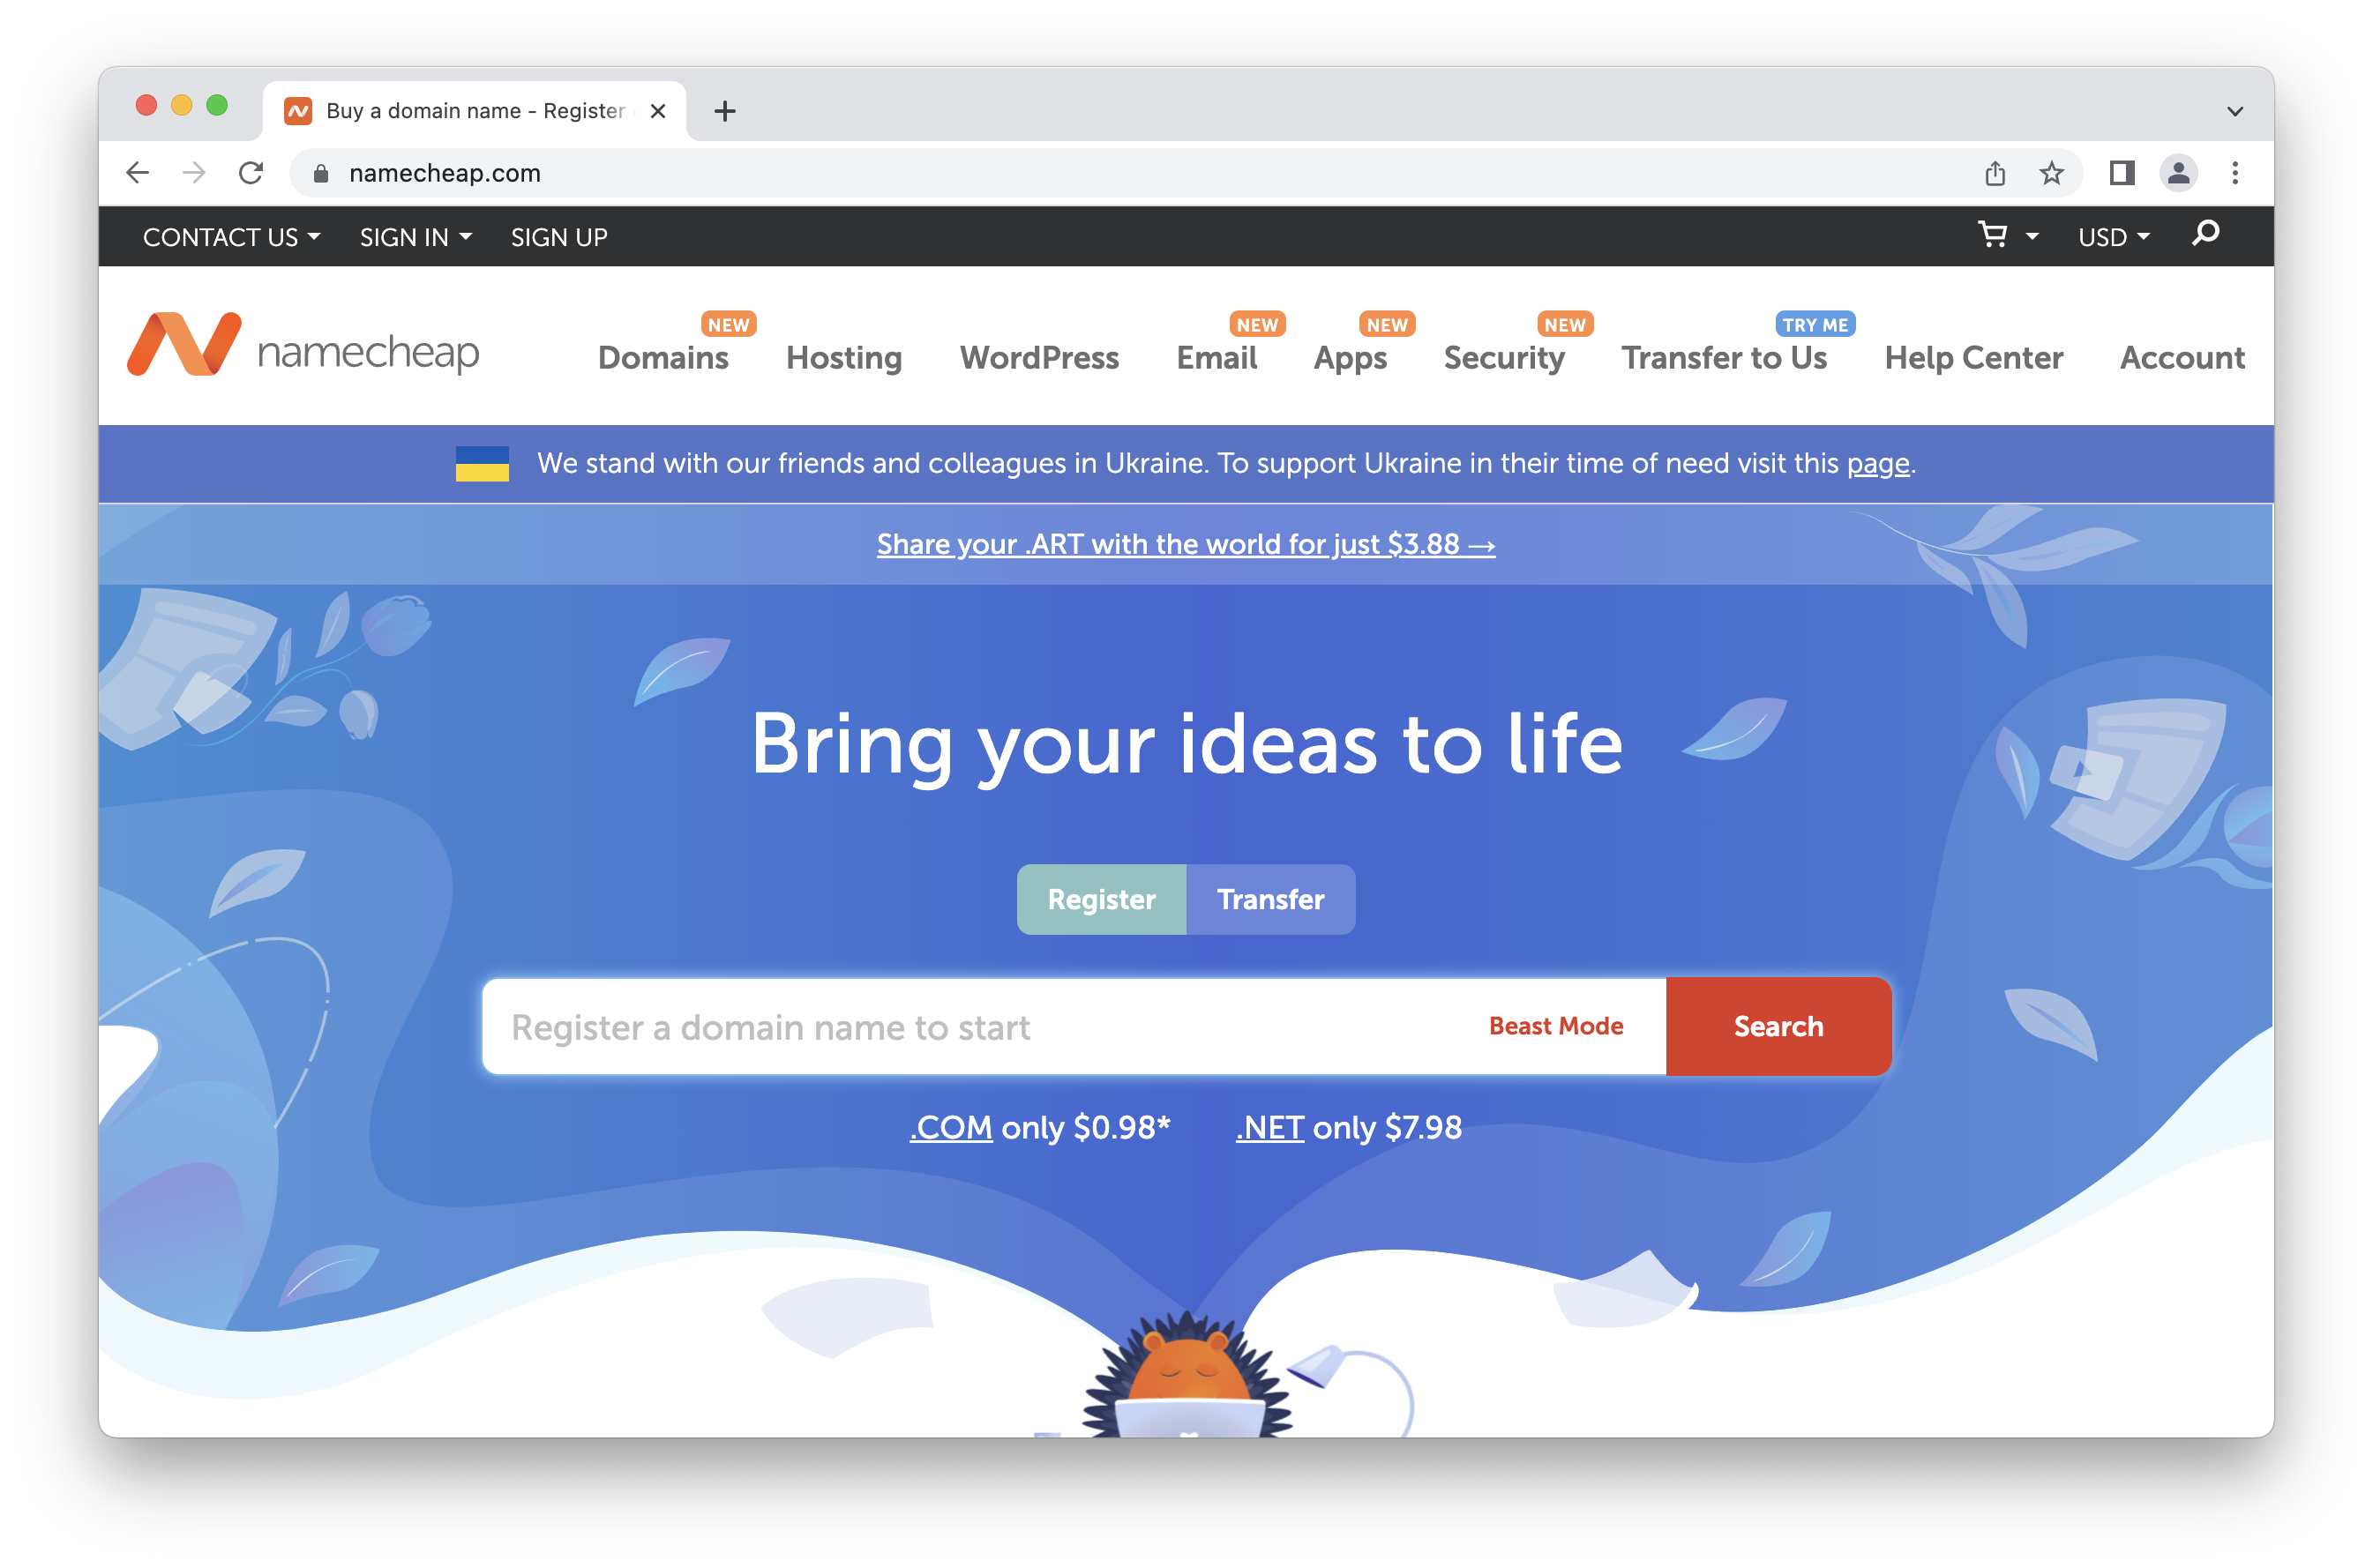 Buy a domain name - Register
namecheap.com
CONTACT US SIGN IN SIGN UP USD
NEW NEW NEW NEW TRY ME
namecheap Domains Hosting WordPress Email Apps Security Transfer to Us Help Center Account
We stand with our friends and colleagues in Ukraine. To support Ukraine in their time of need visit this page.
Share your .ART with the world for just $3.88 →
Bring your ideas to life
Register Transfer
Register a domain name to start Beast Mode Search
.COM only $0.98* .NET only $7.98